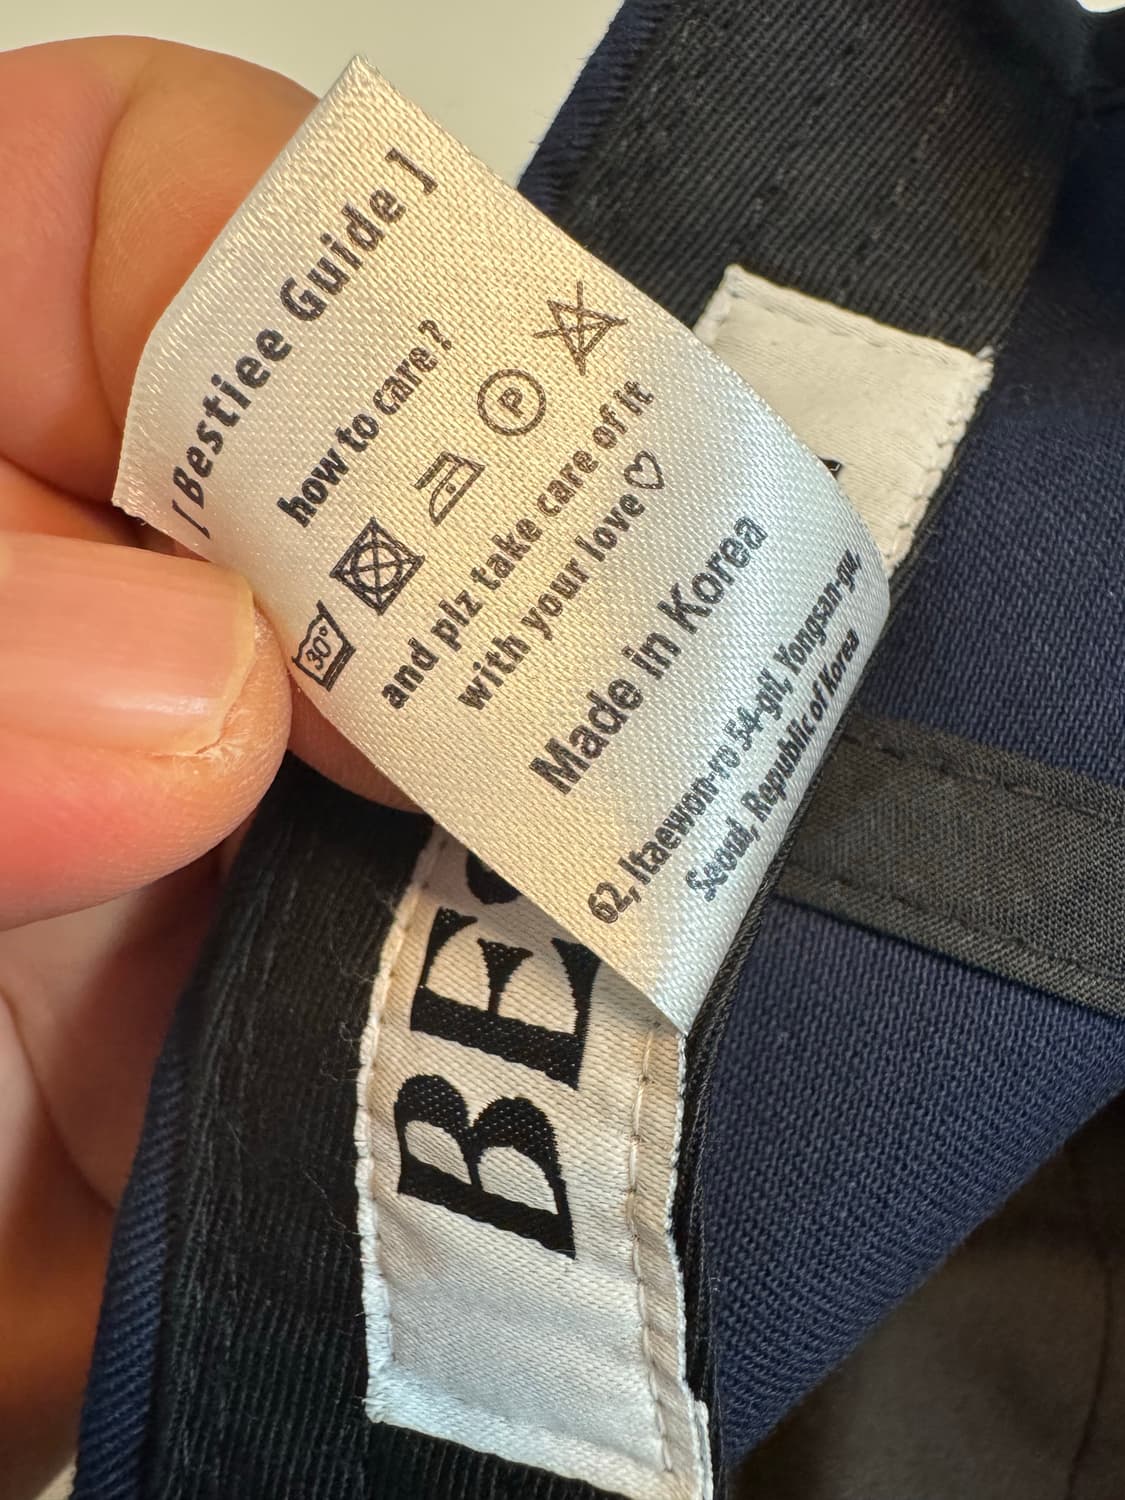 [ Bestiee Guide ]
how to care ?
30°
P
and plz take care of it
with your love♡
Made in Korea
62, Itaewon-ro 54-gil, Yongsan-gu,
Seoul, Republic of Korea
BE